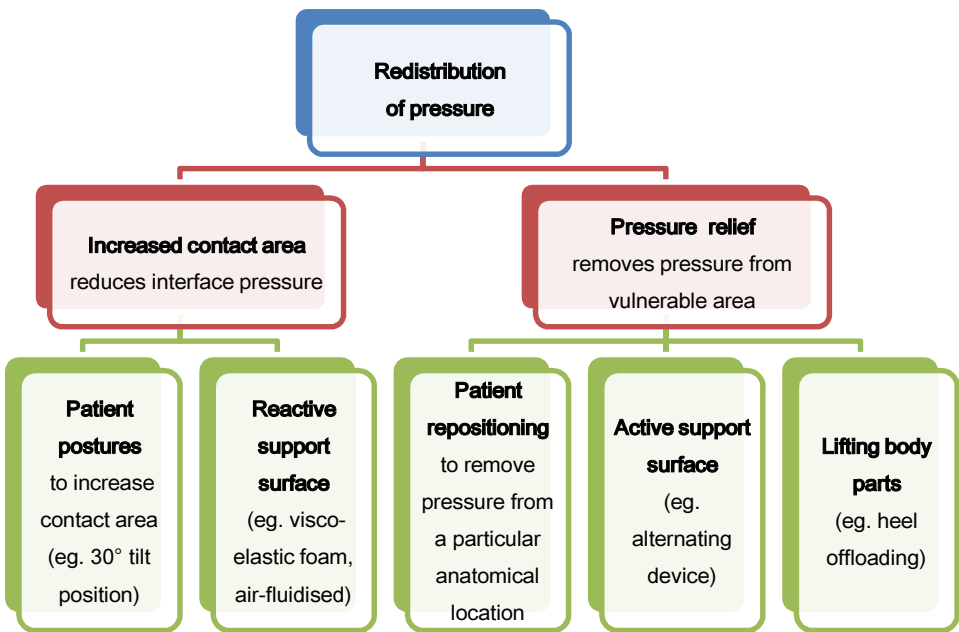 Redistribution
of pressure
Increased contact area
reduces interface pressure
Pressure relief
removes pressure from
vulnerable area
Patient
postures
to increase
contact area
(eg. 30° tilt
position)
Reactive
support
surface
(eg. visco-
elastic foam,
air-fluidised)
Patient
repositioning
to remove
pressure from
a particular
anatomical
location
Active support
surface
(eg.
alternating
device)
Lifting body
parts
(eg. heel
offloading)